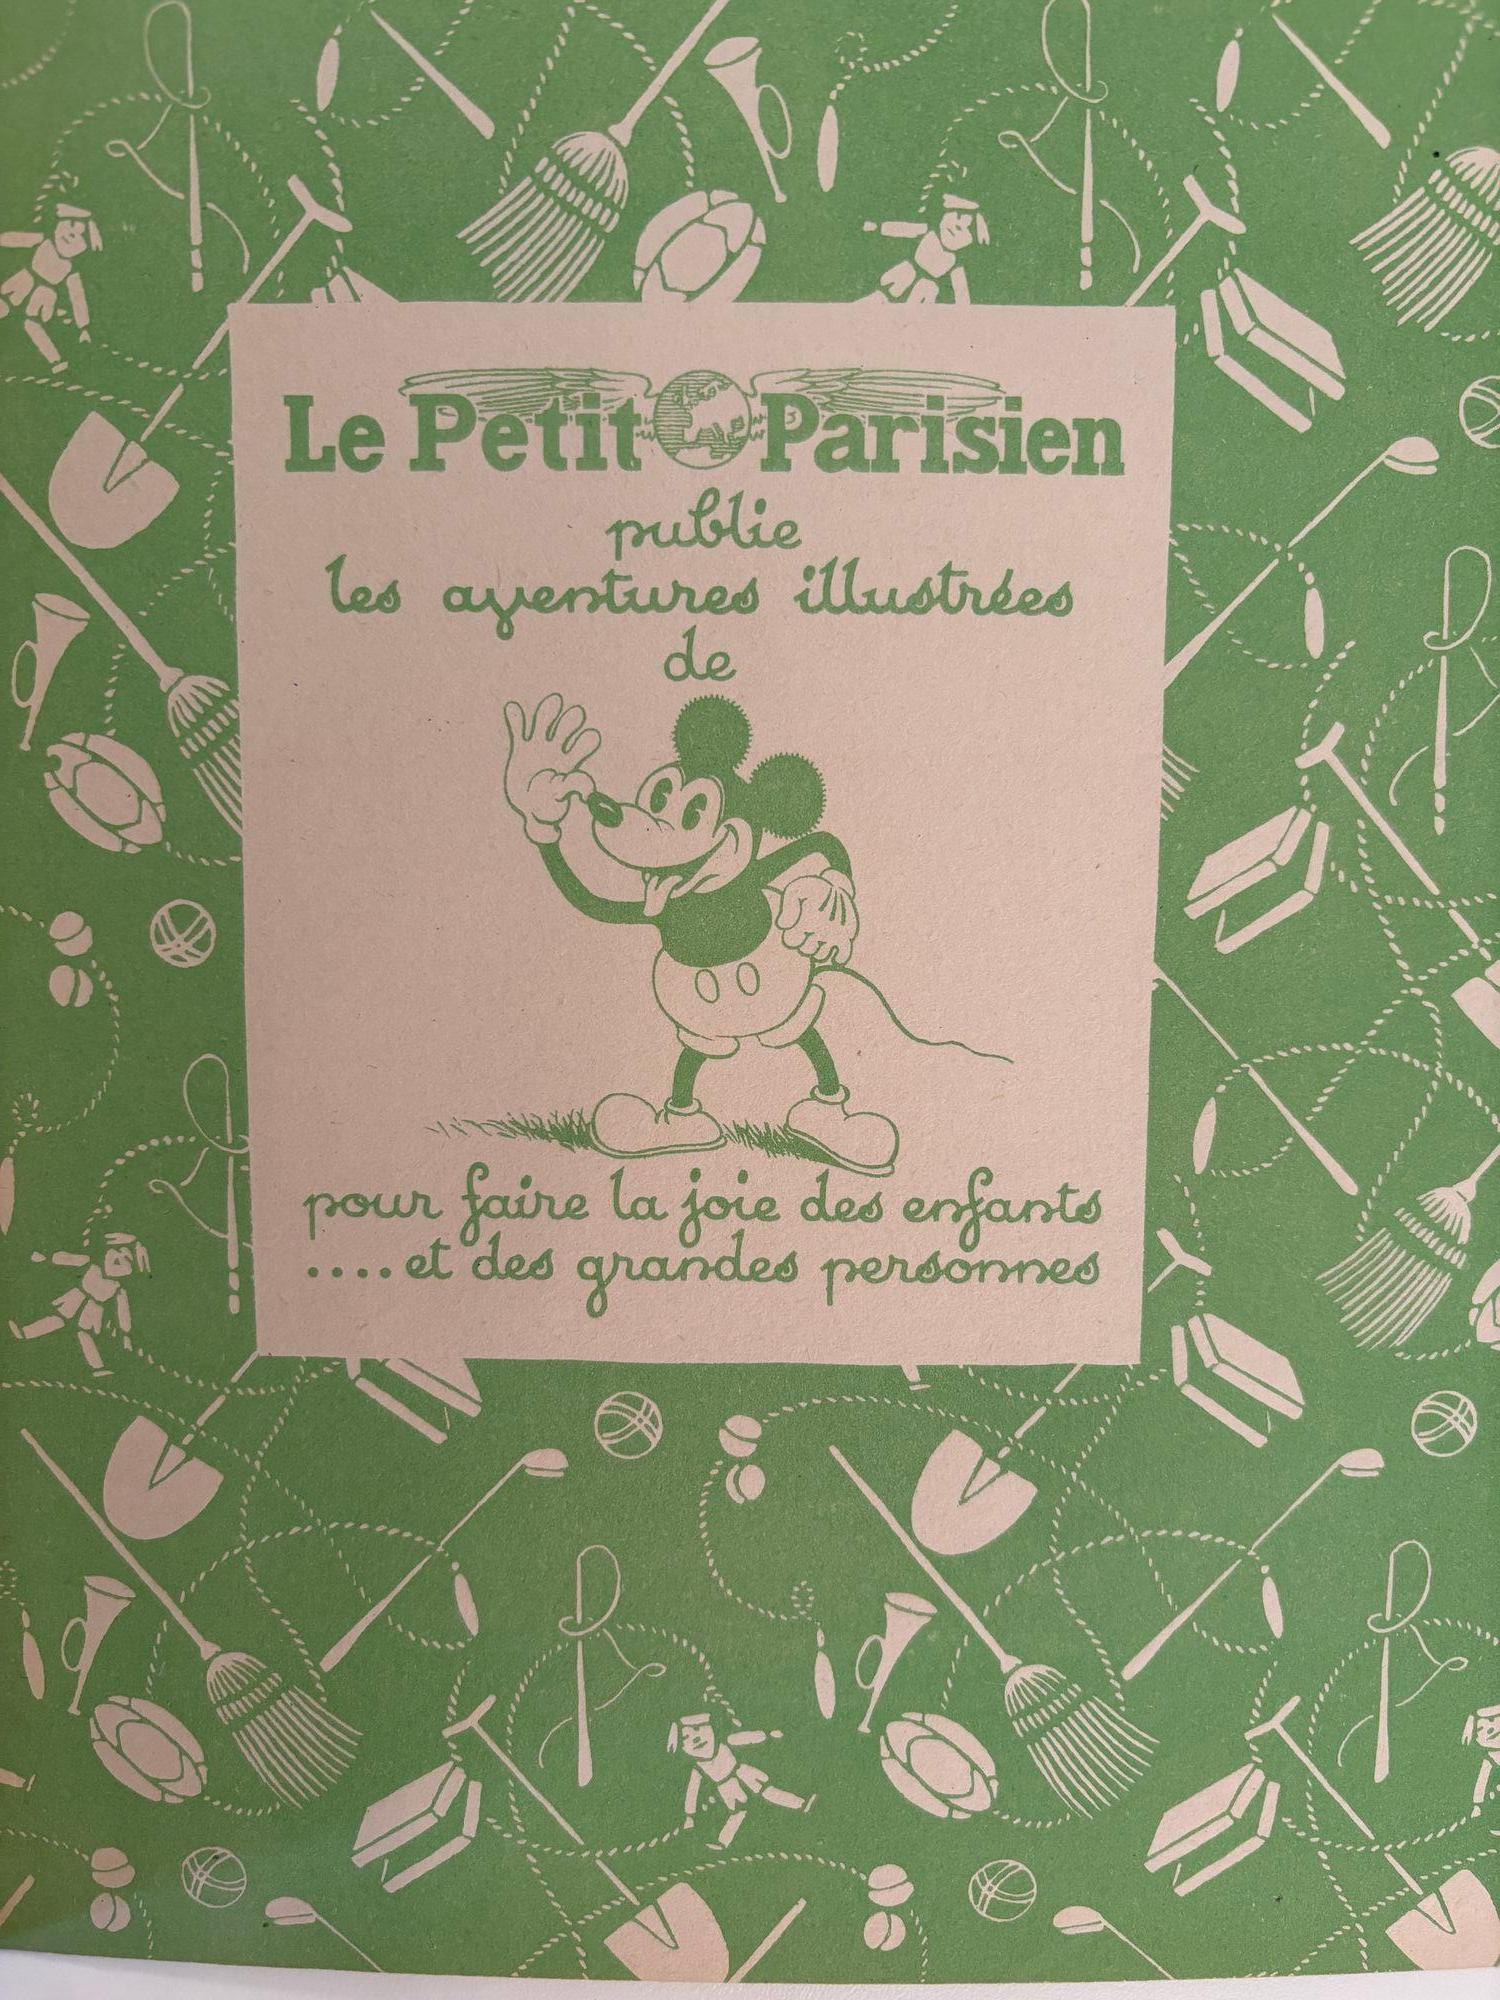 Le Petit Parisien
publie
les aventures illustrées
de
pour faire la joie des enfants
....et des grandes personnes